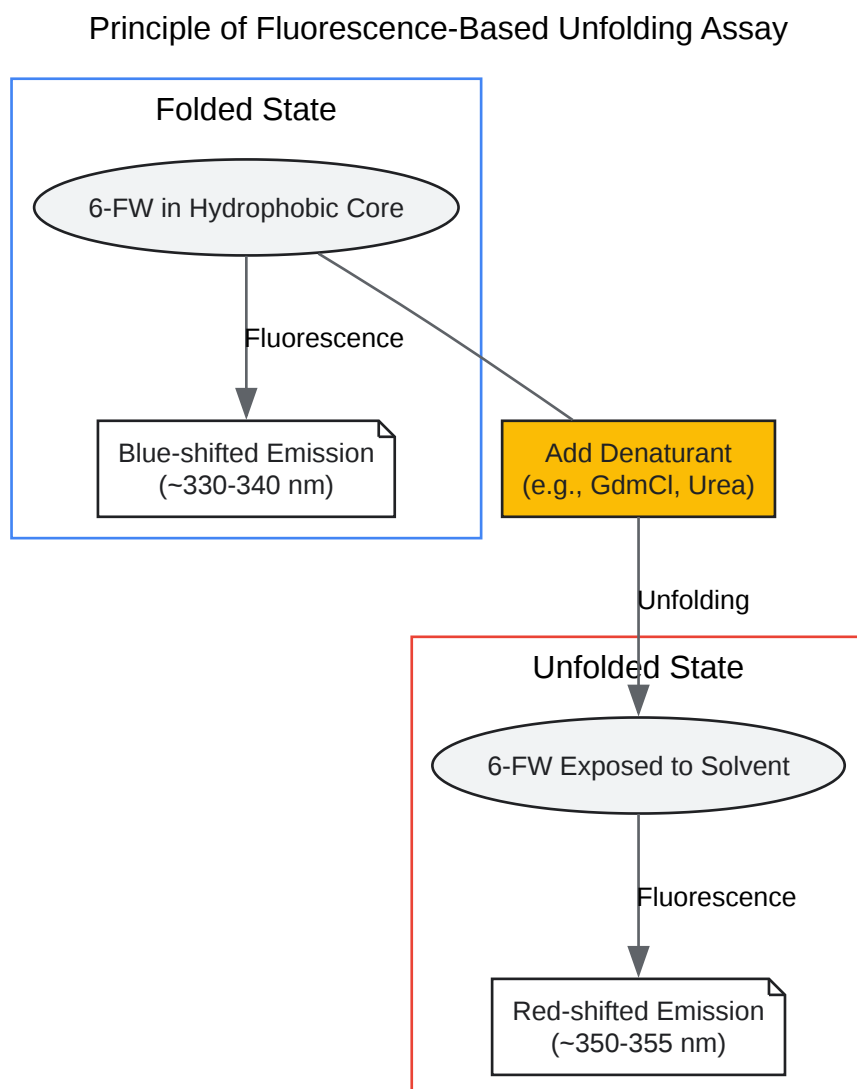 Principle of Fluorescence-Based Unfolding Assay
Folded State
6-FW in Hydrophobic Core
Fluorescence
Blue-shifted Emission
(~330-340 nm)
Add Denaturant
(e.g., GdmCl, Urea)
Unfolding
Unfolded State
6-FW Exposed to Solvent
Fluorescence
Red-shifted Emission
(~350-355 nm)